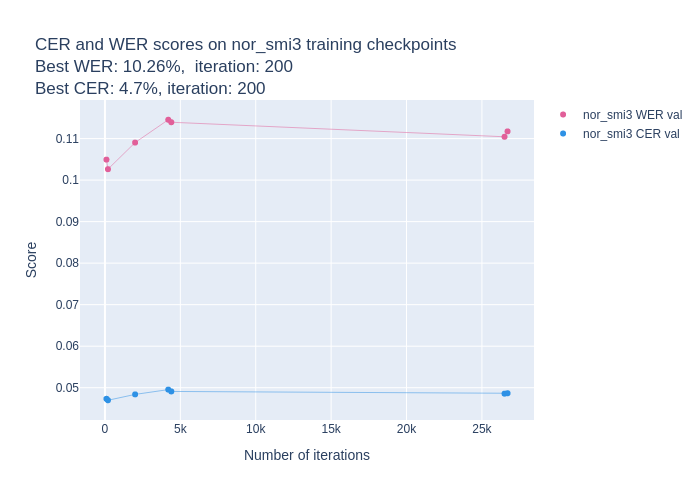 CER and WER scores on nor_smi3 training checkpoints
Best WER: 10.26%,  iteration: 200
Best CER: 4.7%, iteration: 200
nor_smi3 WER val
nor_smi3 CER val
0.11
0.1
0.09
0.08
0.07
0.06
0.05
Score
0
5k
10k
15k
20k
25k
Number of iterations